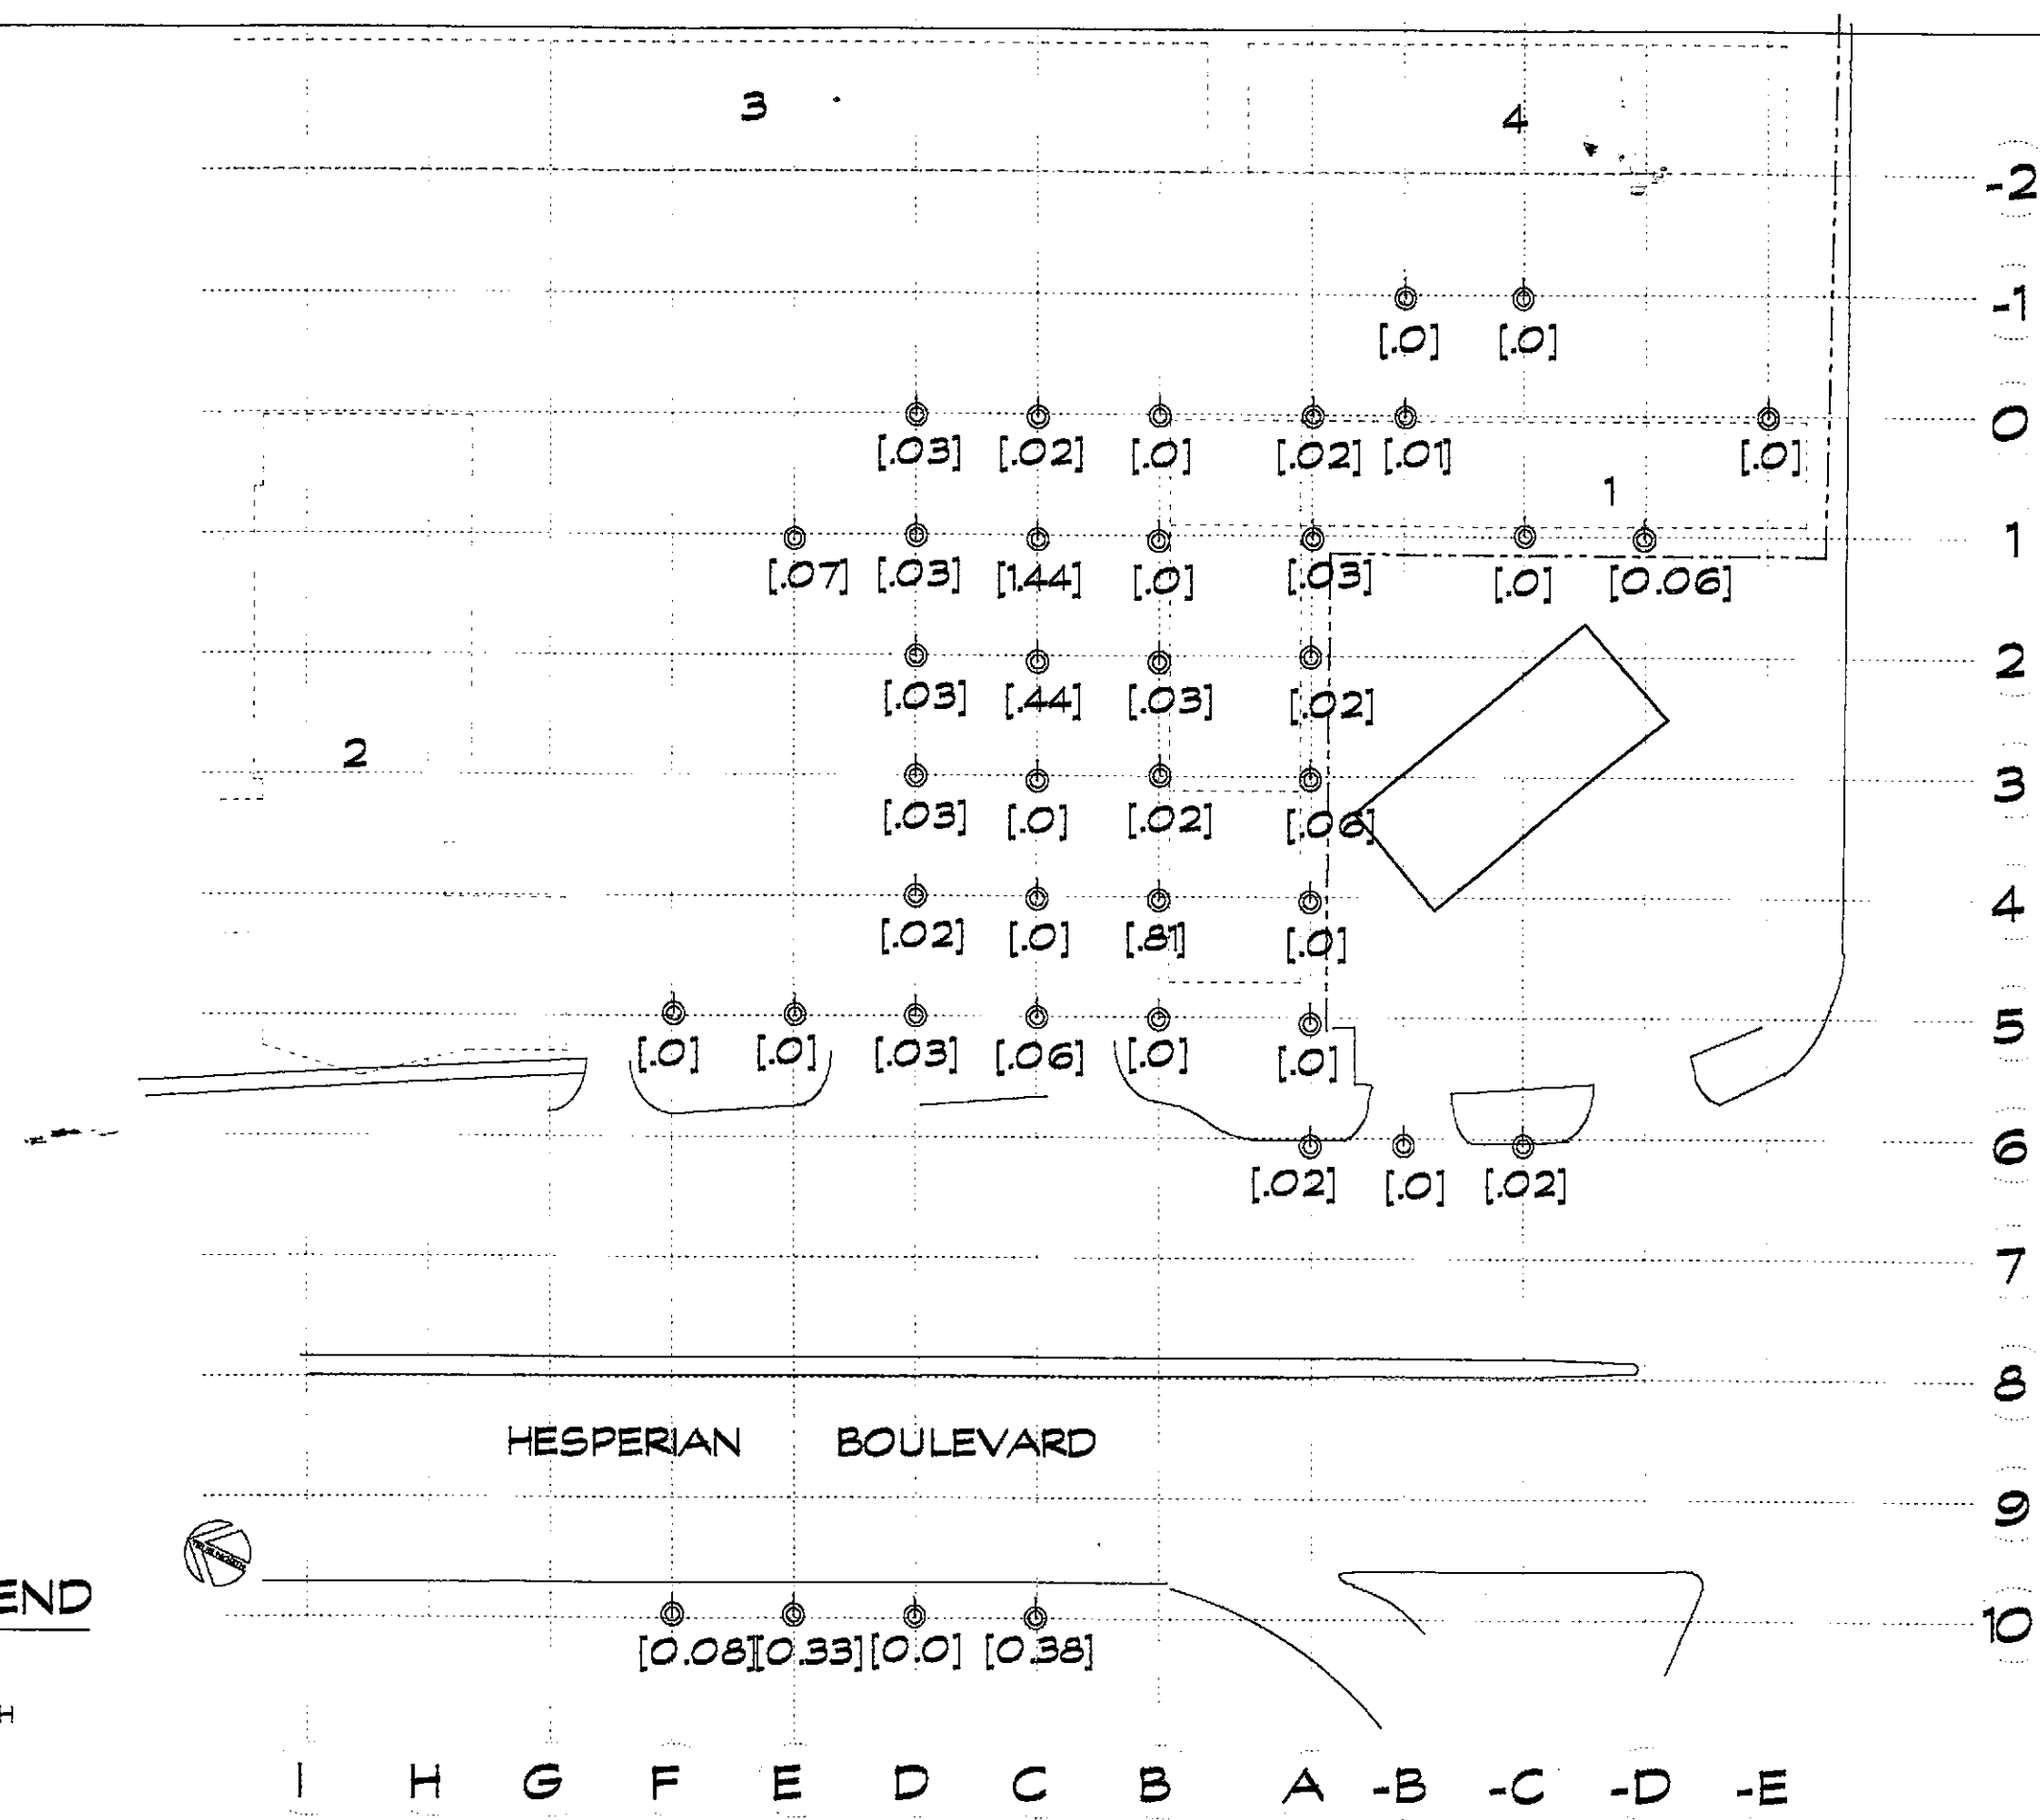 3 4
-2
-1
[.0] [.0]
0
[.03] [.02] [.0] [.02] [.01] [.0]
1
1
[.07] [.03] [1.44] [.0] [.03] [.0] [0.06]
2
[.03] [.44] [.03] [.02]
2
3
[.03] [.0] [.02] [.06]
4
[.02] [.0] [.81] [.0]
5
[.0] [.0] [.03] [.06] [.0] [.0]
6
[.02] [.0] [.02]
7
8
HESPERIAN BOULEVARD
9
TRUE NORTH
END
10
[0.08] [0.33] [0.0] [0.38]
H
I H G F E D C B A -B -C -D -E